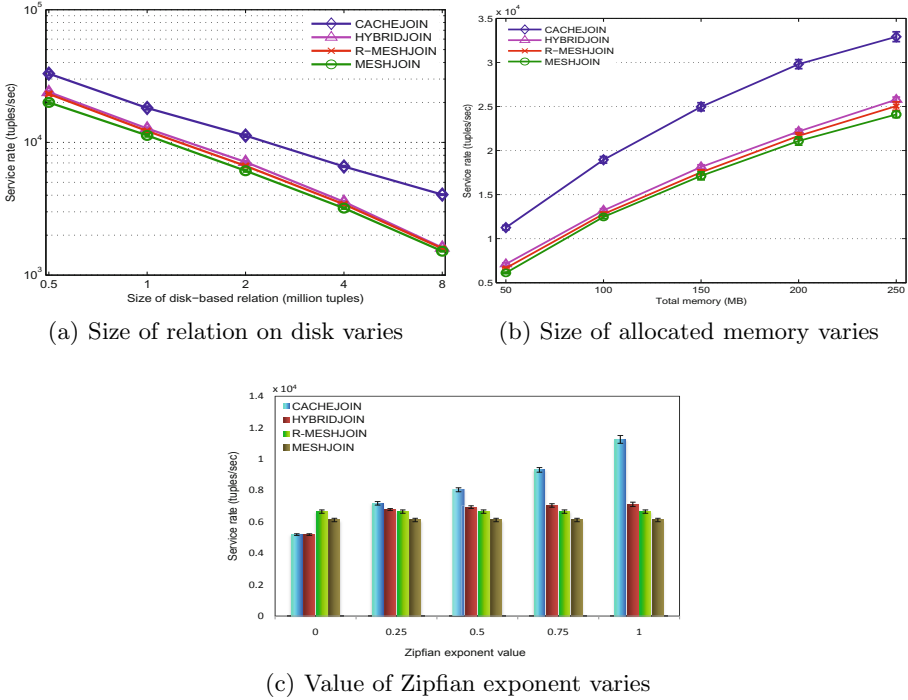 10^5
10^4
10^3
Service rate (tuples/sec)
CACHEJOIN
HYBRIDJOIN
R-MESHJOIN
MESHJOIN
0.5 1 2 4 8
Size of disk-based relation (million tuples)
(a) Size of relation on disk varies
x 10^4
3.5
3
2.5
2
1.5
1
0.5
Service rate (tuples/sec)
CACHEJOIN
HYBRIDJOIN
R-MESHJOIN
MESHJOIN
50 100 150 200 250
Total memory (MB)
(b) Size of allocated memory varies
x 10^4
1.4
1.2
1
0.8
0.6
0.4
0.2
0
Service rate (tuples/sec)
CACHEJOIN
HYBRIDJOIN
R-MESHJOIN
MESHJOIN
0 0.25 0.5 0.75 1
Zipfian exponent value
(c) Value of Zipfian exponent varies